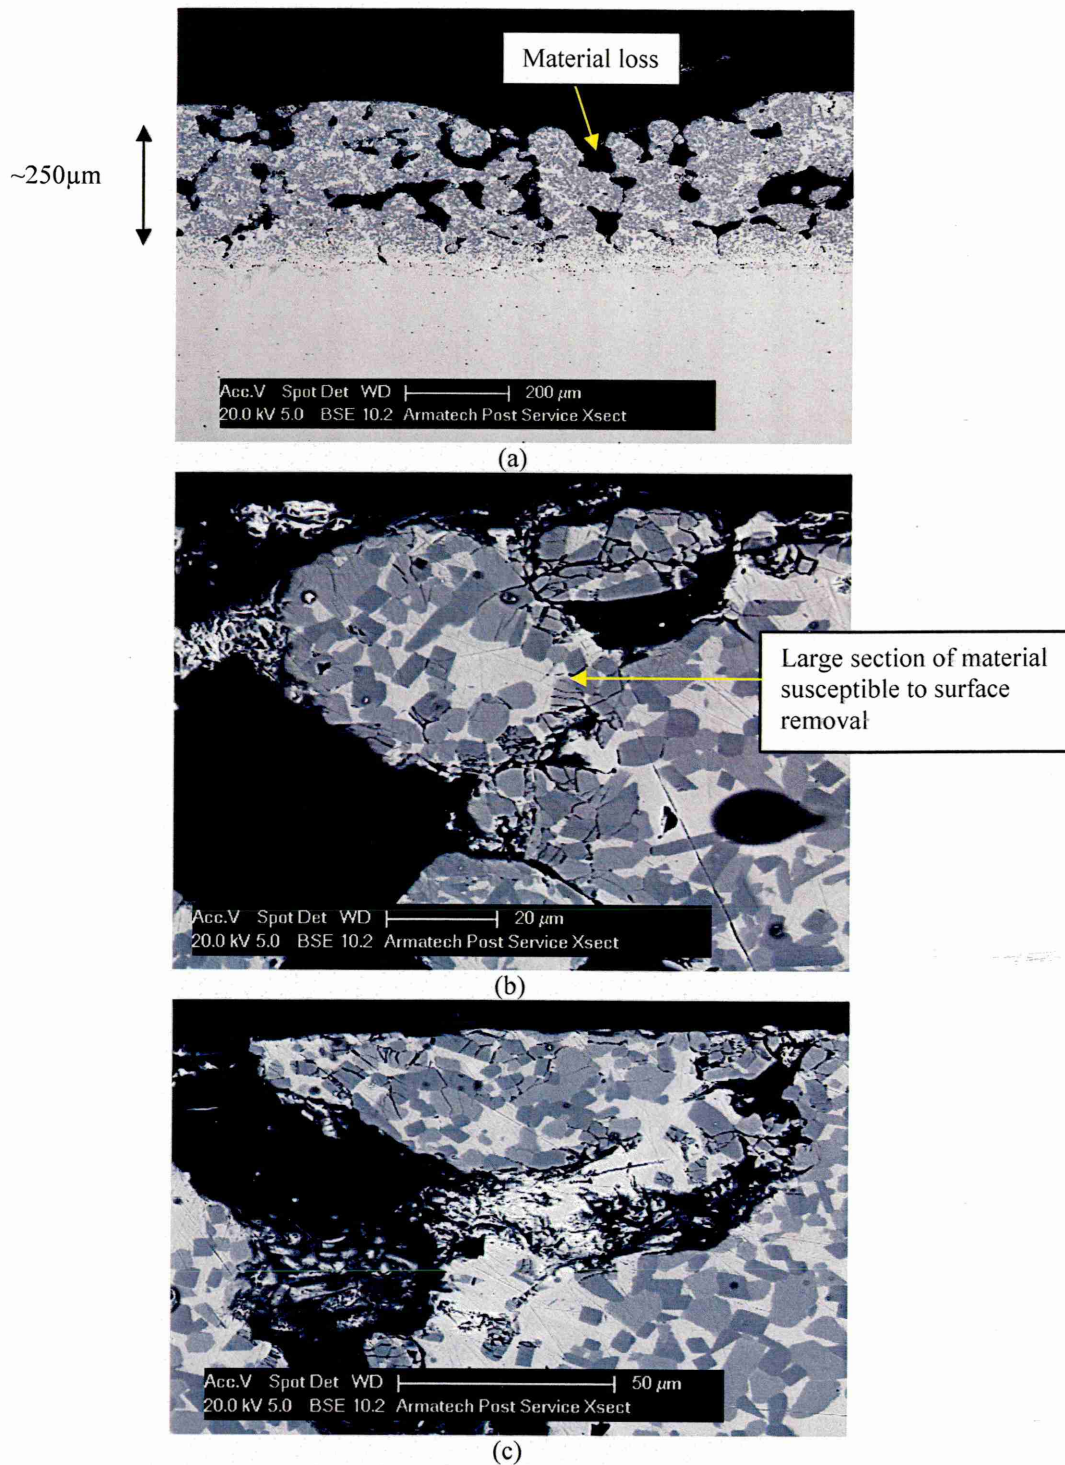 Material loss
~250µm
Acc.V Spot Det WD 200 µm
20.0 kV 5.0 BSE 10.2 Armatech Post Service Xsect
(a)
Large section of material
susceptible to surface
removal
Acc.V Spot Det WD 20 µm
20.0 kV 5.0 BSE 10.2 Armatech Post Service Xsect
(b)
Acc.V Spot Det WD 50 µm
20.0 kV 5.0 BSE 10.2 Armatech Post Service Xsect
(c)